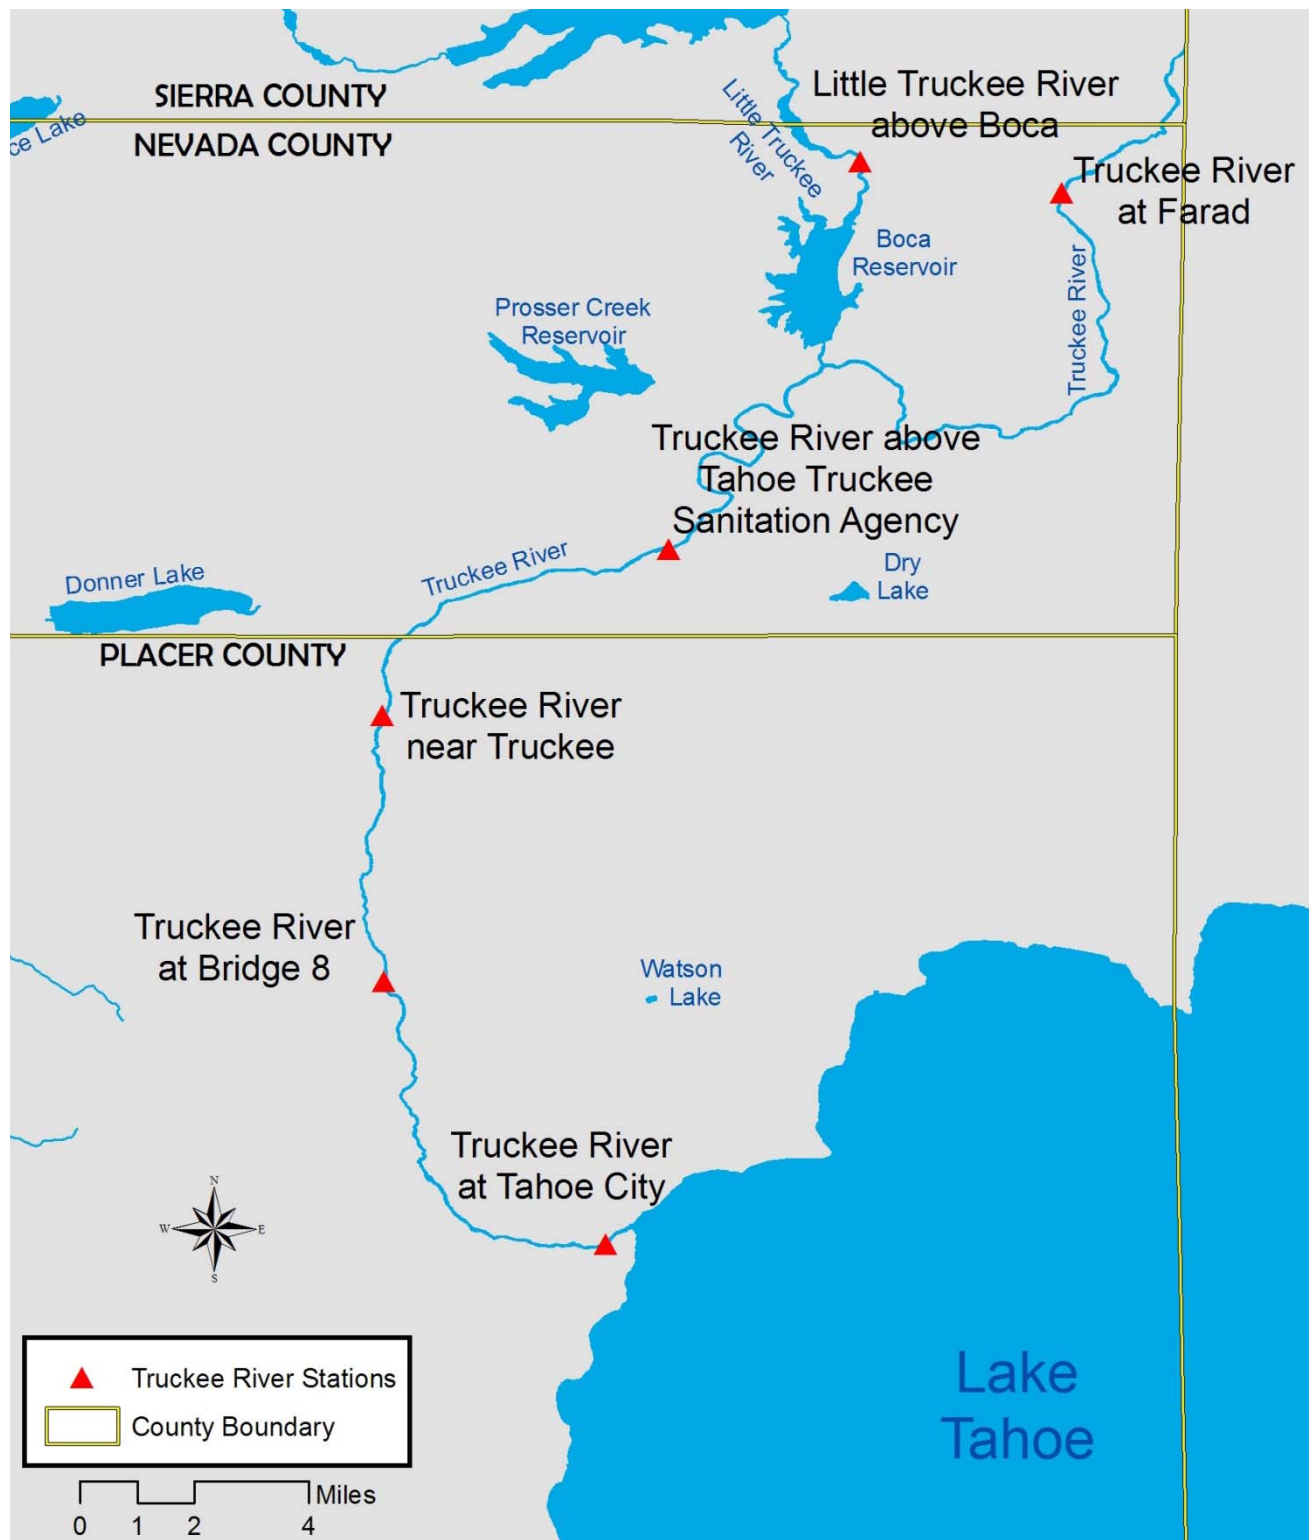 SIERRA COUNTY
NEVADA COUNTY
ce Lake
Little Truckee
River
Little Truckee River
above Boca
Truckee River
at Farad
Boca
Reservoir
Truckee River
Prosser Creek
Reservoir
Truckee River above
Tahoe Truckee
Sanitation Agency
Truckee River
Dry
Lake
Donner Lake
PLACER COUNTY
Truckee River
near Truckee
Truckee River
at Bridge 8
Watson
Lake
Truckee River
at Tahoe City
N
W
E
S
Lake
Tahoe
Truckee River Stations
County Boundary
Miles
0 1 2 4